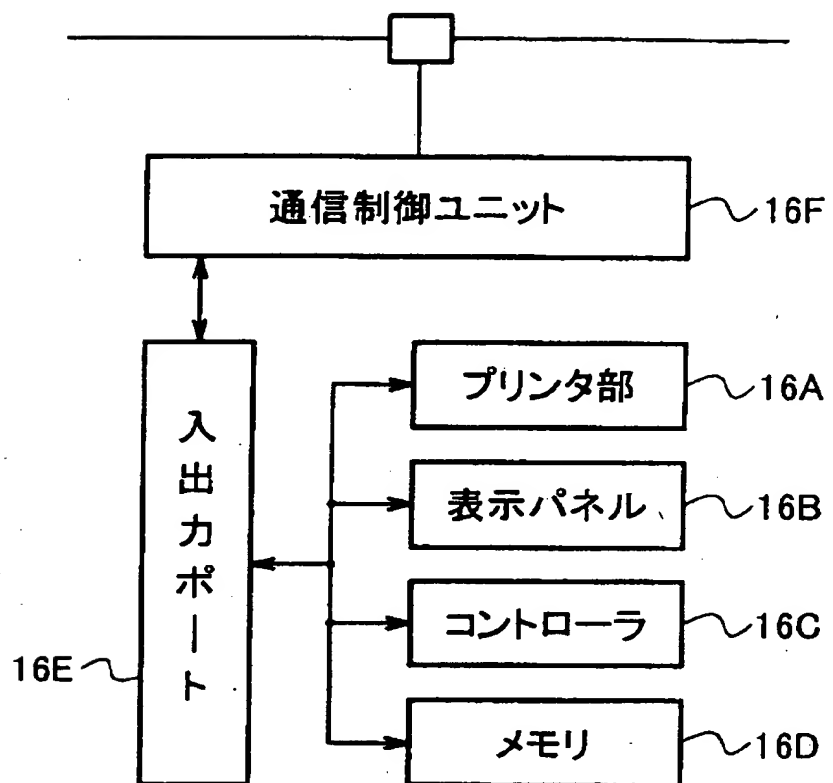 通信制御ユニット
16F
プリンタ部
16A
入出力ポート
表示パネル
16B
コントローラ
16C
16E
メモリ
16D